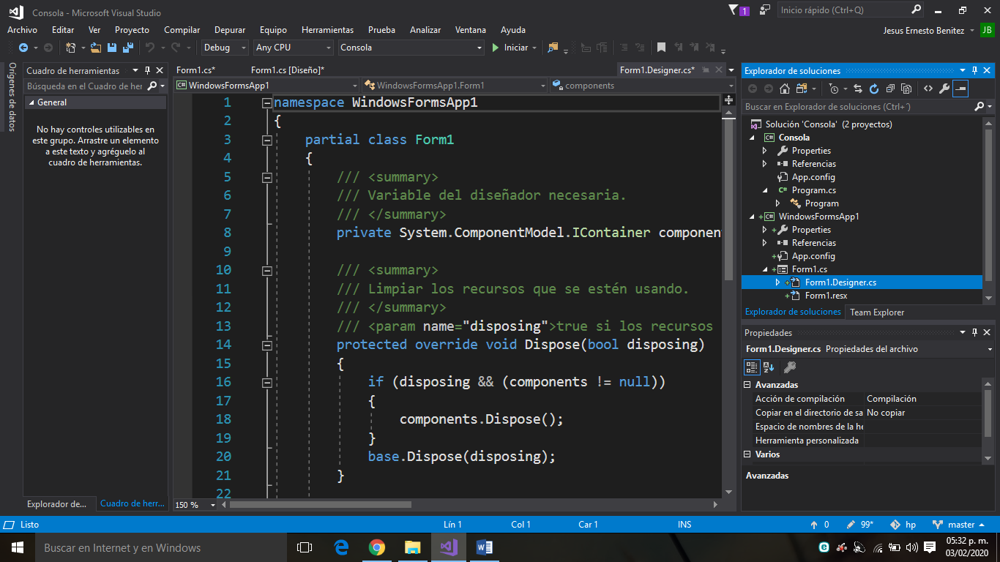 Consola - Microsoft Visual Studio
1
Inicio rápido (Ctrl+Q)
Archivo Editar Ver Proyecto Compilar Depurar Equipo Herramientas Prueba Analizar Ventana Ayuda
Jesus Ernesto Benitez JB
Debug Any CPU Consola Iniciar
Orígenes de datos
Cuadro de herramientas
Búsqueda en el Cuadro de her
General
No hay controles utilizables en
este grupo. Arrastre un elemento
a este texto y agréguelo al
cuadro de herramientas.
Explorador de... Cuadro de herr...
Form1.cs* Form1.cs [Diseño]* Form1.Designer.cs*
WindowsFormsApp1 WindowsFormsApp1.Form1 components
1 namespace WindowsFormsApp1
2 {
3 partial class Form1
4 {
5 /// <summary>
6 /// Variable del diseñador necesaria.
7 /// </summary>
8 private System.ComponentModel.IContainer componen
9
10 /// <summary>
11 /// Limpiar los recursos que se estén usando.
12 /// </summary>
13 /// <param name="disposing">true si los recursos
14 protected override void Dispose(bool disposing)
15 {
16 if (disposing && (components != null))
17 {
18 components.Dispose();
19 }
20 base.Dispose(disposing);
21 }
22
150 %
Explorador de soluciones
Buscar en Explorador de soluciones (Ctrl+´)
Solución 'Consola' (2 proyectos)
C# Consola
Properties
Referencias
App.config
C# Program.cs
Program
+C# WindowsFormsApp1
+ Properties
Referencias
+ App.config
+ Form1.cs
+ Form1.Designer.cs
+ Form1.resx
Explorador de soluciones Team Explorer
Propiedades
Form1.Designer.cs Propiedades del archivo
Avanzadas
Acción de compilación Compilación
Copiar en el directorio de sa No copiar
Espacio de nombres de la he
Herramienta personalizada
Varios
Avanzadas
Listo Lín 1 Col 1 Car 1 INS 0 99* hp master
Buscar en Internet y en Windows
05:32 p. m.
03/02/2020